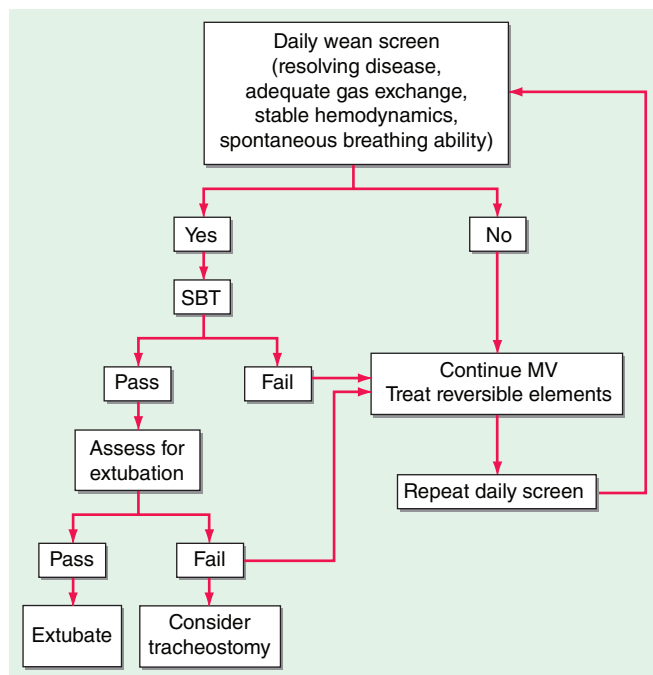 Daily wean screen
(resolving disease,
adequate gas exchange,
stable hemodynamics,
spontaneous breathing ability)
Yes
No
SBT
Pass
Fail
Continue MV
Treat reversible elements
Assess for
extubation
Repeat daily screen
Pass
Fail
Extubate
Consider
tracheostomy